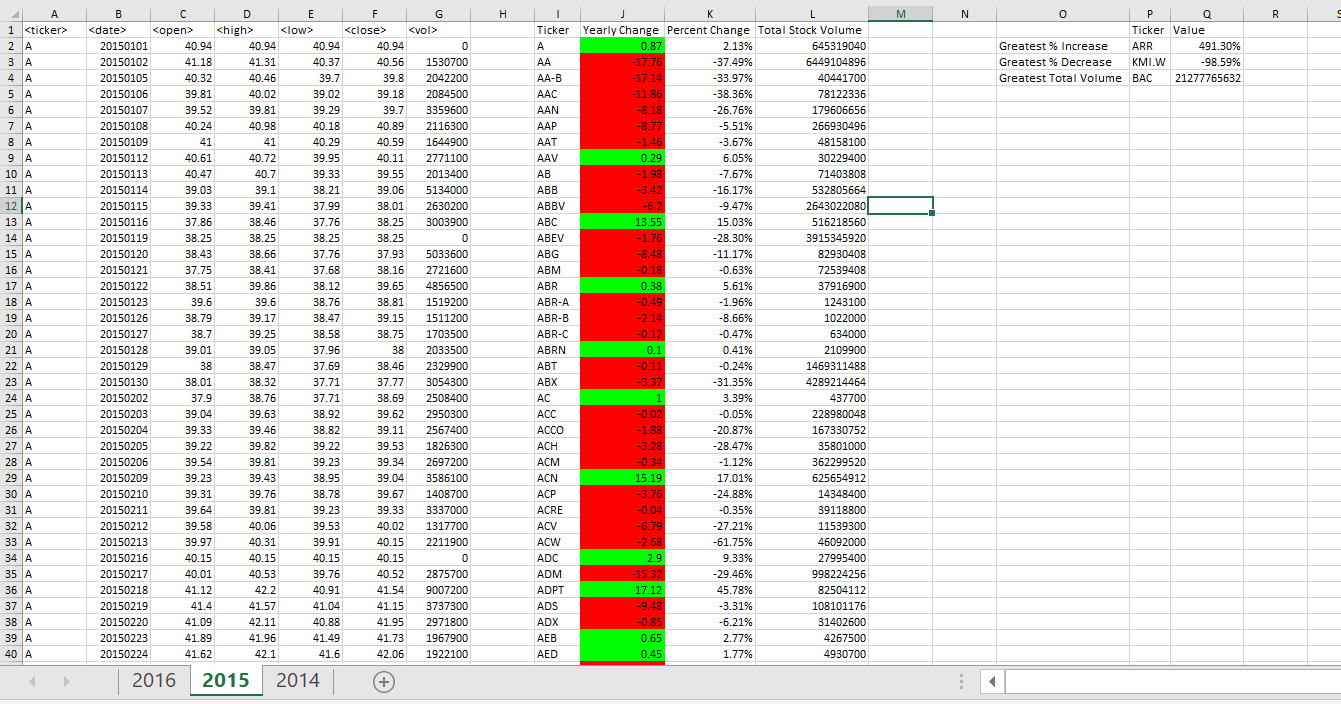 A B C D E F G H I J K L M N O P Q R S
1 <ticker> <date> <open> <high> <low> <close> <vol> Ticker Yearly Change Percent Change Total Stock Volume Ticker Value
2 A 20150101 40.94 40.94 40.94 40.94 0 A 0.87 2.13% 645319040 Greatest % Increase ARR 491.30%
3 A 20150102 41.18 41.31 40.37 40.56 1530700 AA -17.76 -37.49% 6449104896 Greatest % Decrease KMI.W -98.59%
4 A 20150105 40.32 40.46 39.7 39.8 2042200 AA-B -17.14 -33.97% 40441700 Greatest Total Volume BAC 21277765632
5 A 20150106 39.81 40.02 39.02 39.18 2084500 AAC -11.86 -38.36% 78122336
6 A 20150107 39.52 39.81 39.29 39.7 3359600 AAN -8.18 -26.76% 179606656
7 A 20150108 40.24 40.98 40.18 40.89 2116300 AAP -8.77 -5.51% 266930496
8 A 20150109 41 41 40.29 40.59 1644900 AAT -1.46 -3.67% 48158100
9 A 20150112 40.61 40.72 39.95 40.11 2771100 AAV 0.29 6.05% 30229400
10 A 20150113 40.47 40.7 39.33 39.55 2013400 AB -1.98 -7.67% 71403808
11 A 20150114 39.03 39.1 38.21 39.06 5134000 ABB -3.42 -16.17% 532805664
12 A 20150115 39.33 39.41 37.99 38.01 2630200 ABBV -6.2 -9.47% 2643022080
13 A 20150116 37.86 38.46 37.76 38.25 3003900 ABC 13.55 15.03% 516218560
14 A 20150119 38.25 38.25 38.25 38.25 0 ABEV -1.76 -28.30% 3915345920
15 A 20150120 38.43 38.66 37.76 37.93 5033600 ABG -8.48 -11.17% 82930408
16 A 20150121 37.75 38.41 37.68 38.16 2721600 ABM -0.18 -0.63% 72539408
17 A 20150122 38.51 39.86 38.12 39.65 4856500 ABR 0.38 5.61% 37916900
18 A 20150123 39.6 39.6 38.76 38.81 1519200 ABR-A -0.49 -1.96% 1243100
19 A 20150126 38.79 39.17 38.47 39.15 1511200 ABR-B -2.14 -8.66% 1022000
20 A 20150127 38.7 39.25 38.58 38.75 1703500 ABR-C -0.12 -0.47% 634000
21 A 20150128 39.01 39.05 37.96 38 2033500 ABRN 0.1 0.41% 2109900
22 A 20150129 38 38.47 37.69 38.46 2329900 ABT -0.11 -0.24% 1469311488
23 A 20150130 38.01 38.32 37.71 37.77 3054300 ABX -3.37 -31.35% 4289214464
24 A 20150202 37.9 38.76 37.71 38.69 2508400 AC 1 3.39% 437700
25 A 20150203 39.04 39.63 38.92 39.62 2950300 ACC -0.02 -0.05% 228980048
26 A 20150204 39.33 39.46 38.82 39.11 2567400 ACCO -1.88 -20.87% 167330752
27 A 20150205 39.22 39.82 39.22 39.53 1826300 ACH -3.28 -28.47% 35801000
28 A 20150206 39.54 39.81 39.23 39.34 2697200 ACM -0.34 -1.12% 362299520
29 A 20150209 39.23 39.43 38.95 39.04 3586100 ACN 15.19 17.01% 625654912
30 A 20150210 39.31 39.76 38.78 39.67 1408700 ACP -3.76 -24.88% 14348400
31 A 20150211 39.64 39.81 39.23 39.33 3337000 ACRE -0.04 -0.35% 39118800
32 A 20150212 39.58 40.06 39.53 40.02 1317700 ACV -6.79 -27.21% 11539300
33 A 20150213 39.97 40.31 39.91 40.15 2211900 ACW -2.68 -61.75% 46092000
34 A 20150216 40.15 40.15 40.15 40.15 0 ADC 2.9 9.33% 27995400
35 A 20150217 40.01 40.53 39.76 40.52 2875700 ADM -15.32 -29.46% 998224256
36 A 20150218 41.12 42.2 40.91 41.54 9007200 ADPT 17.12 45.78% 82504112
37 A 20150219 41.4 41.57 41.04 41.15 3737300 ADS -9.48 -3.31% 108101176
38 A 20150220 41.09 42.11 40.88 41.95 2971800 ADX -0.85 -6.21% 31402600
39 A 20150223 41.89 41.96 41.49 41.73 1967900 AEB 0.65 2.77% 4267500
40 A 20150224 41.62 42.1 41.6 42.06 1922100 AED 0.45 1.77% 4930700
2016 2015 2014